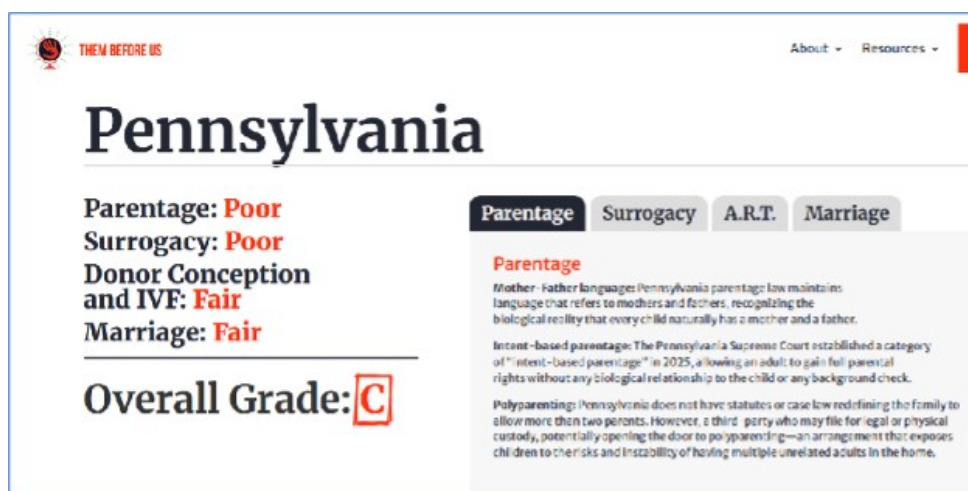 THEM BEFORE US
About
Resources
Pennsylvania
Parentage: Poor
Surrogacy: Poor
Donor Conception
and IVF: Fair
Marriage: Fair
Overall Grade: C
Parentage
Surrogacy
A.R.T.
Marriage
Parentage
Mother-Father language: Pennsylvania parentage law maintains
language that refers to mothers and fathers, recognizing the
biological reality that every child naturally has a mother and a father.
Intent-based parentage: The Pennsylvania Supreme Court established a category
of "intent-based parentage" in 2025, allowing an adult to gain full parental
rights without any biological relationship to the child or any background check.
Polyparenting: Pennsylvania does not have statutes or case law redefining the family to
allow more than two parents. However, a third-party who may file for legal or physical
custody, potentially opening the door to polyparenting—an arrangement that exposes
children to the risks and instability of having multiple unrelated adults in the home.